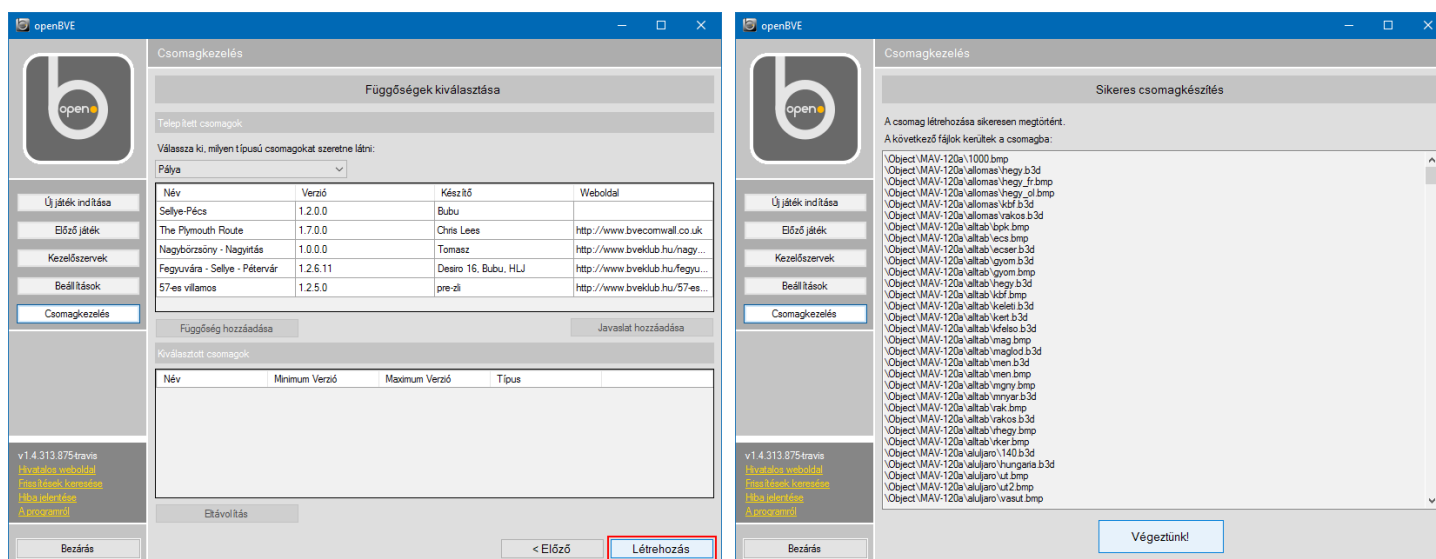 openBVE
Csomagkezelés
open
Függőségek kiválasztása
Telepített csomagok
Válassza ki, milyen típusú csomagokat szeretne látni:
Pálya
Név Verzió Készítő Weboldal
Sellye-Pécs 1.2.0.0 Bubu
The Plymouth Route 1.7.0.0 Chris Lees http://www.bvecornwall.co.uk
Nagybörzsöny - Nagyirtás 1.0.0.0 Tomasz http://www.bveklub.hu/nagy...
Fegyuvára - Sellye - Pétervár 1.2.6.11 Desiro 16, Bubu, HLJ http://www.bveklub.hu/fegyu...
57-es villamos 1.2.5.0 pre-zli http://www.bveklub.hu/57-es...
Függőség hozzáadása Javaslat hozzáadása
Kiválasztott csomagok
Név Minimum Verzió Maximum Verzió Típus
Eltávolítás
< Előző Létrehozás
Új játék indítása
Előző játék
Kezelőszervek
Beállítások
Csomagkezelés
v1.4.313.875-travis
Hivatalos weboldal
Frissítések keresése
Hiba jelentése
A programról
Bezárás
openBVE
Csomagkezelés
open
Sikeres csomagkészítés
A csomag létrehozása sikeresen megtörtént.
A következő fájlok kerültek a csomagba:
\Object\MAV-120a\1000.bmp
\Object\MAV-120a\allomas\hegy.b3d
\Object\MAV-120a\allomas\hegy_fr.bmp
\Object\MAV-120a\allomas\hegy_ol.bmp
\Object\MAV-120a\allomas\kbf.b3d
\Object\MAV-120a\allomas\rakos.b3d
\Object\MAV-120a\alltab\bpk.bmp
\Object\MAV-120a\alltab\ecs.bmp
\Object\MAV-120a\alltab\ecser.b3d
\Object\MAV-120a\alltab\gyom.b3d
\Object\MAV-120a\alltab\gyom.bmp
\Object\MAV-120a\alltab\hegy.b3d
\Object\MAV-120a\alltab\kbf.bmp
\Object\MAV-120a\alltab\keleti.b3d
\Object\MAV-120a\alltab\kert.b3d
\Object\MAV-120a\alltab\kfelso.b3d
\Object\MAV-120a\alltab\mag.bmp
\Object\MAV-120a\alltab\maglod.b3d
\Object\MAV-120a\alltab\men.b3d
\Object\MAV-120a\alltab\men.bmp
\Object\MAV-120a\alltab\mgny.bmp
\Object\MAV-120a\alltab\mnyar.b3d
\Object\MAV-120a\alltab\rak.bmp
\Object\MAV-120a\alltab\rakos.b3d
\Object\MAV-120a\alltab\rhegy.bmp
\Object\MAV-120a\alltab\rker.bmp
\Object\MAV-120a\aluljaro\140.b3d
\Object\MAV-120a\aluljaro\hungaria.b3d
\Object\MAV-120a\aluljaro\ut.bmp
\Object\MAV-120a\aluljaro\ut2.bmp
\Object\MAV-120a\aluljaro\vasut.bmp
Végeztünk!
Új játék indítása
Előző játék
Kezelőszervek
Beállítások
Csomagkezelés
v1.4.313.875-travis
Hivatalos weboldal
Frissítések keresése
Hiba jelentése
A programról
Bezárás